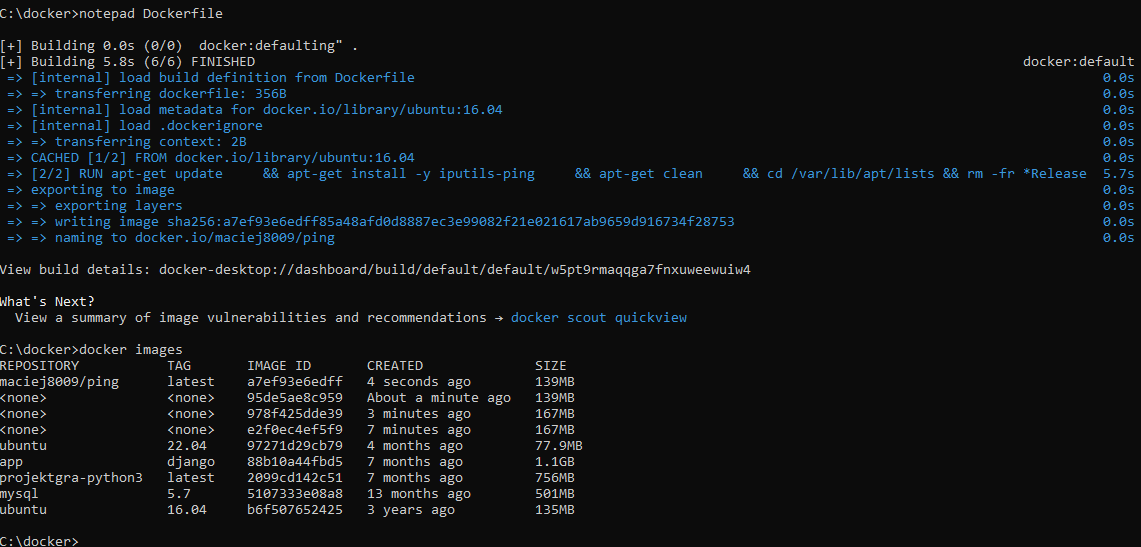 C:\docker>notepad Dockerfile
[+] Building 0.0s (0/0)  docker:defaulting" .
[+] Building 5.8s (6/6) FINISHED docker:default
=> [internal] load build definition from Dockerfile 0.0s
=> => transferring dockerfile: 356B 0.0s
=> [internal] load metadata for docker.io/library/ubuntu:16.04 0.0s
=> [internal] load .dockerignore 0.0s
=> => transferring context: 2B 0.0s
=> CACHED [1/2] FROM docker.io/library/ubuntu:16.04 0.0s
=> [2/2] RUN apt-get update     && apt-get install -y iputils-ping     && apt-get clean     && cd /var/lib/apt/lists && rm -fr *Release 5.7s
=> exporting to image 0.0s
=> => exporting layers 0.0s
=> => writing image sha256:a7ef93e6edff85a48afd0d8887ec3e99082f21e021617ab9659d916734f28753 0.0s
=> => naming to docker.io/maciej8009/ping 0.0s
View build details: docker-desktop://dashboard/build/default/default/w5pt9rmaqqga7fnxuweewuiw4
What's Next?
View a summary of image vulnerabilities and recommendations → docker scout quickview
C:\docker>docker images
REPOSITORY TAG IMAGE ID CREATED SIZE
maciej8009/ping latest a7ef93e6edff 4 seconds ago 139MB
<none> <none> 95de5ae8c959 About a minute ago 139MB
<none> <none> 978f425dde39 3 minutes ago 167MB
<none> <none> e2f0ec4ef5f9 7 minutes ago 167MB
ubuntu 22.04 97271d29cb79 4 months ago 77.9MB
app django 88b10a44fbd5 7 months ago 1.1GB
projektgra-python3 latest 2099cd142c51 7 months ago 756MB
mysql 5.7 5107333e08a8 13 months ago 501MB
ubuntu 16.04 b6f507652425 3 years ago 135MB
C:\docker>